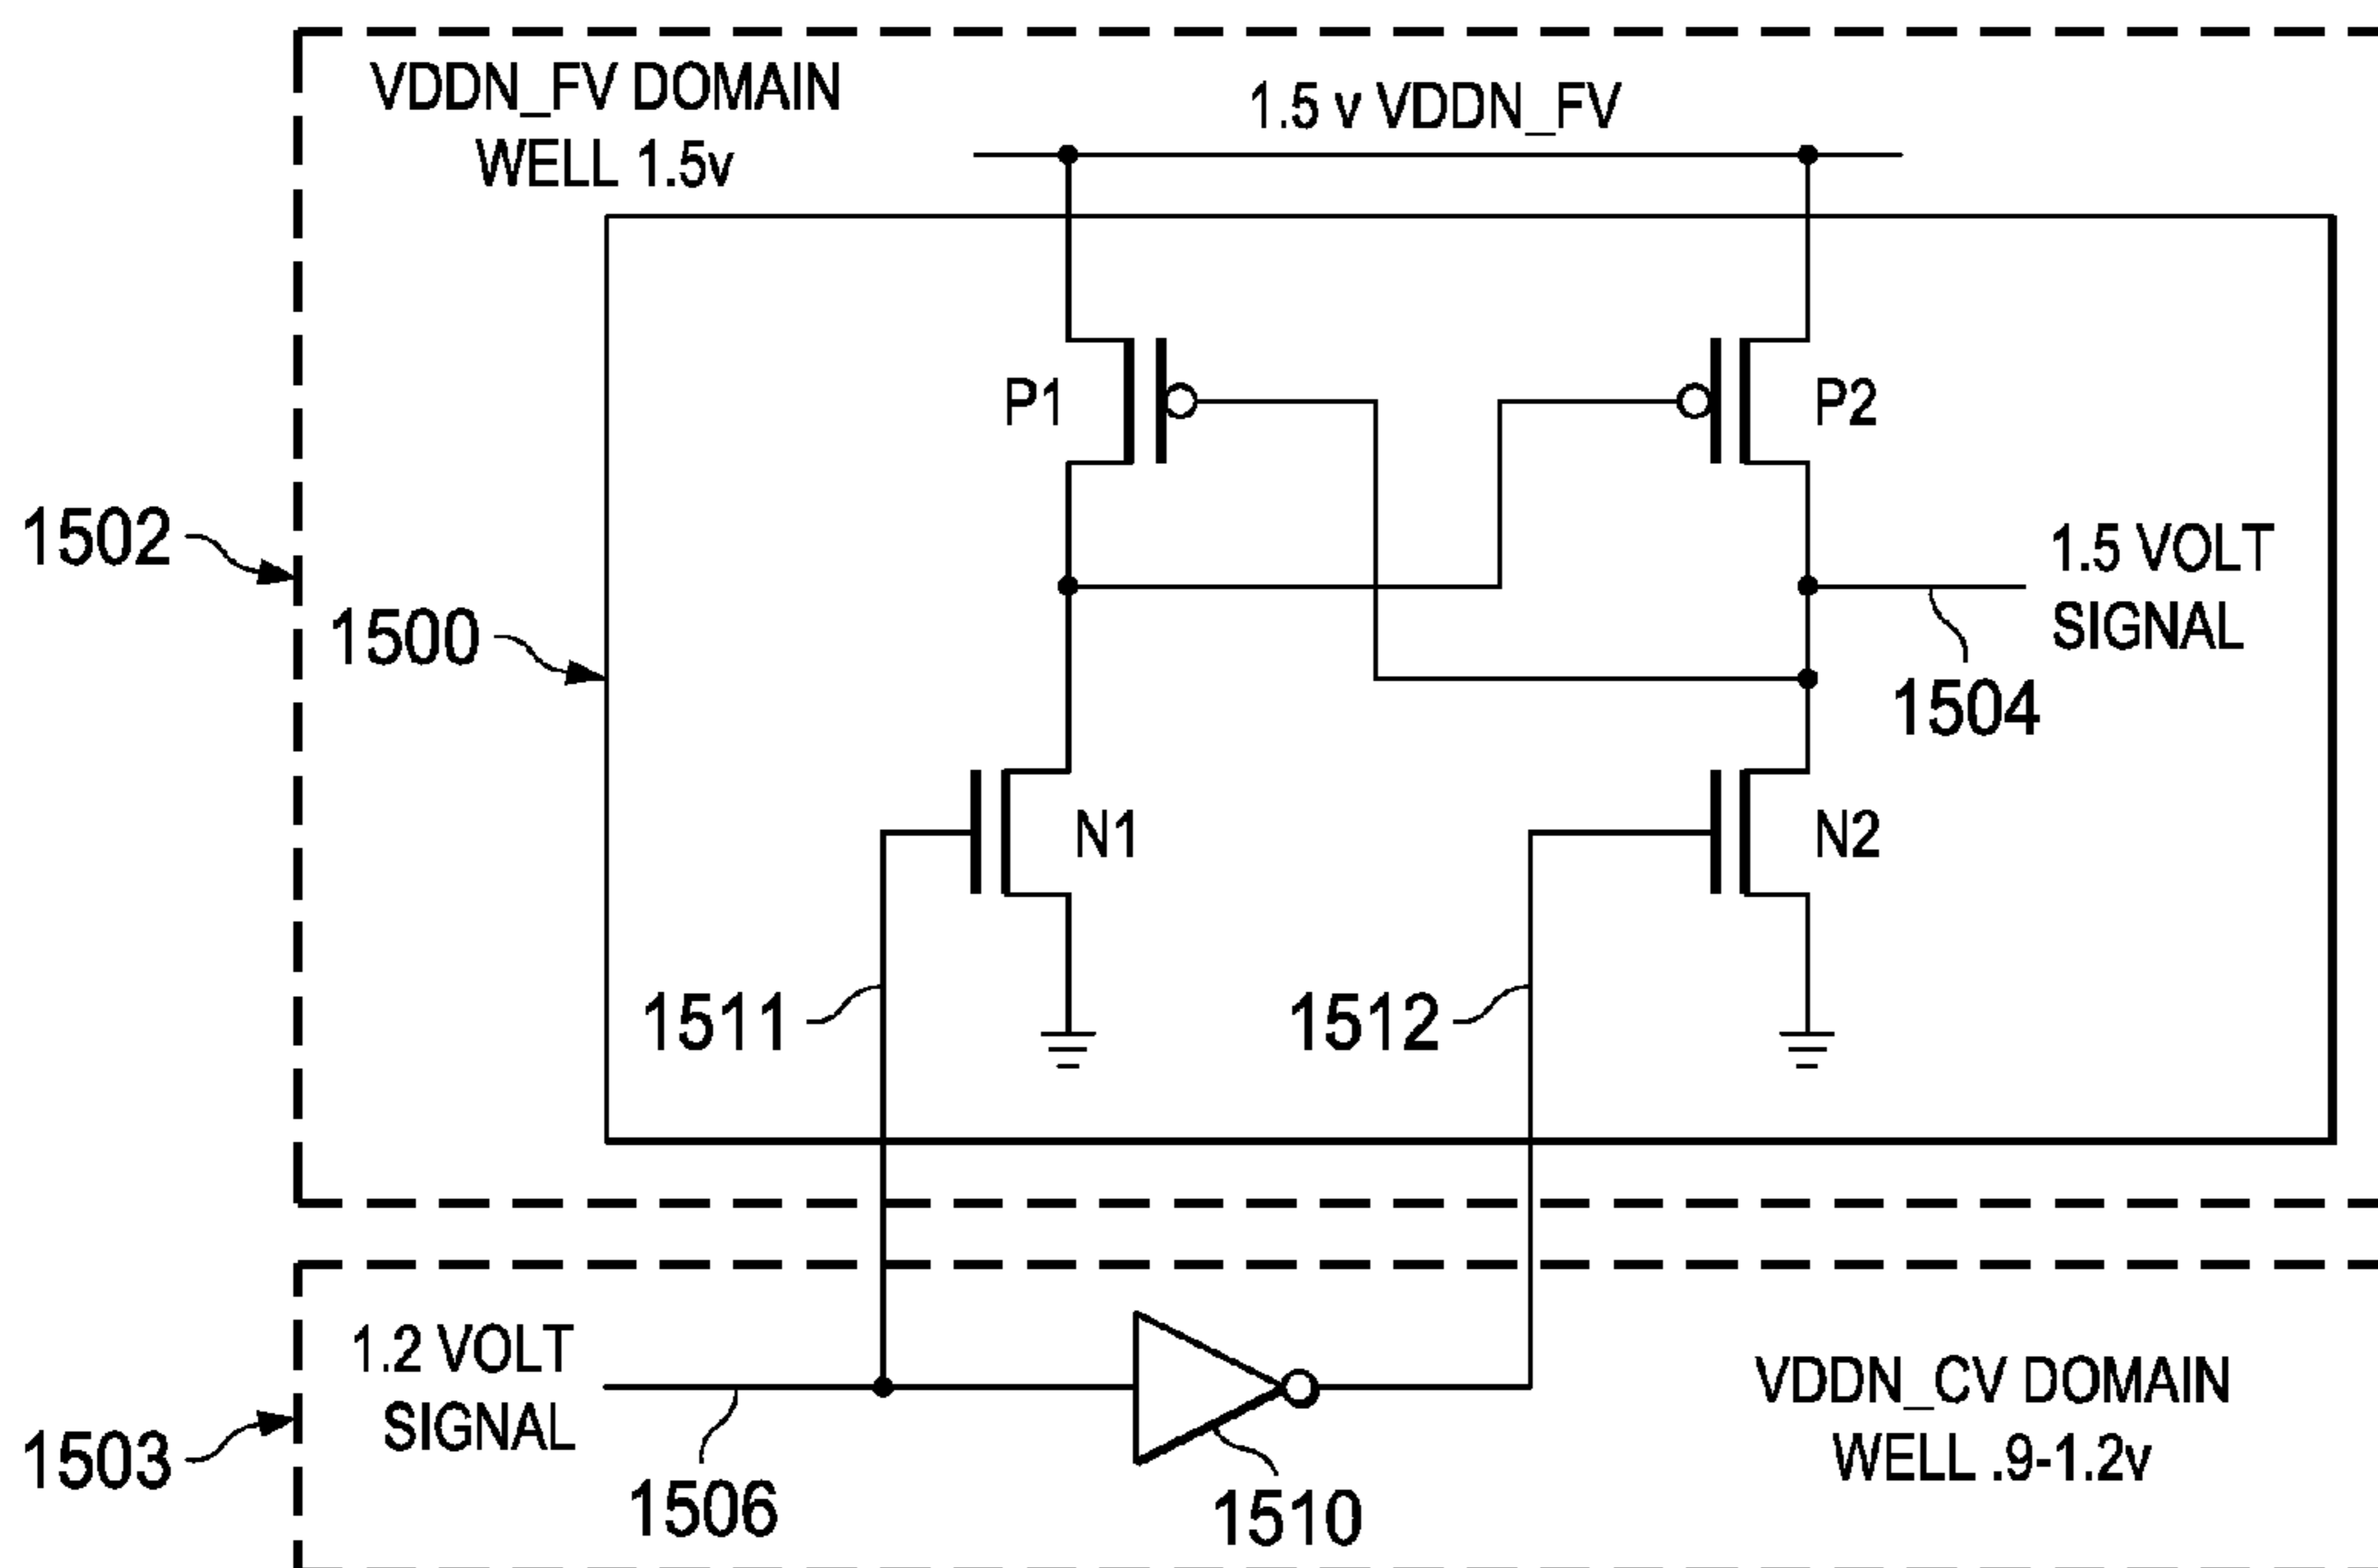 VDDN_FV DOMAIN
WELL 1.5v
1.5 v VDDN_FV
P1
P2
1502
1500
1.5 VOLT
SIGNAL
1504
N1
N2
1511
1512
1.2 VOLT
SIGNAL
1503
1506
1510
VDDN_CV DOMAIN
WELL .9-1.2v